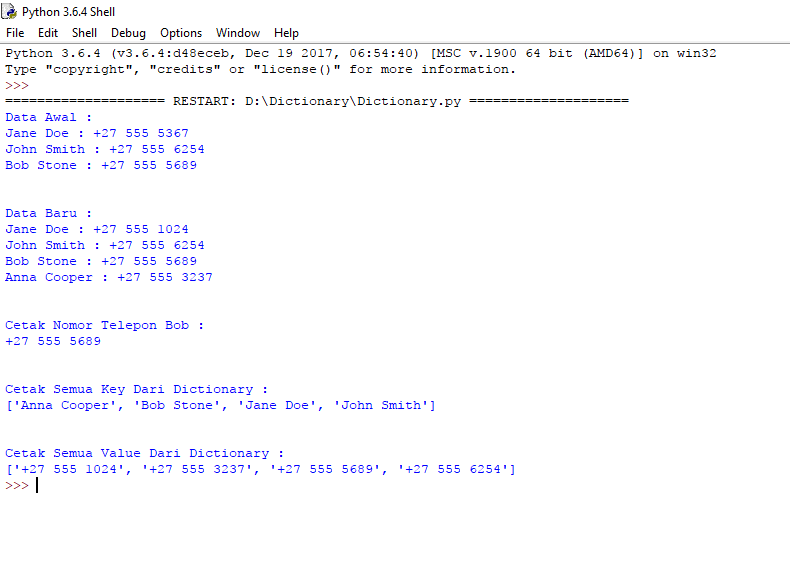 Python 3.6.4 Shell
File Edit Shell Debug Options Window Help
Python 3.6.4 (v3.6.4:d48eceb, Dec 19 2017, 06:54:40) [MSC v.1900 64 bit (AMD64)] on win32
Type "copyright", "credits" or "license()" for more information.
>>>
==================== RESTART: D:\Dictionary\Dictionary.py ====================
Data Awal :
Jane Doe : +27 555 5367
John Smith : +27 555 6254
Bob Stone : +27 555 5689
Data Baru :
Jane Doe : +27 555 1024
John Smith : +27 555 6254
Bob Stone : +27 555 5689
Anna Cooper : +27 555 3237
Cetak Nomor Telepon Bob :
+27 555 5689
Cetak Semua Key Dari Dictionary :
['Anna Cooper', 'Bob Stone', 'Jane Doe', 'John Smith']
Cetak Semua Value Dari Dictionary :
['+27 555 1024', '+27 555 3237', '+27 555 5689', '+27 555 6254']
>>>